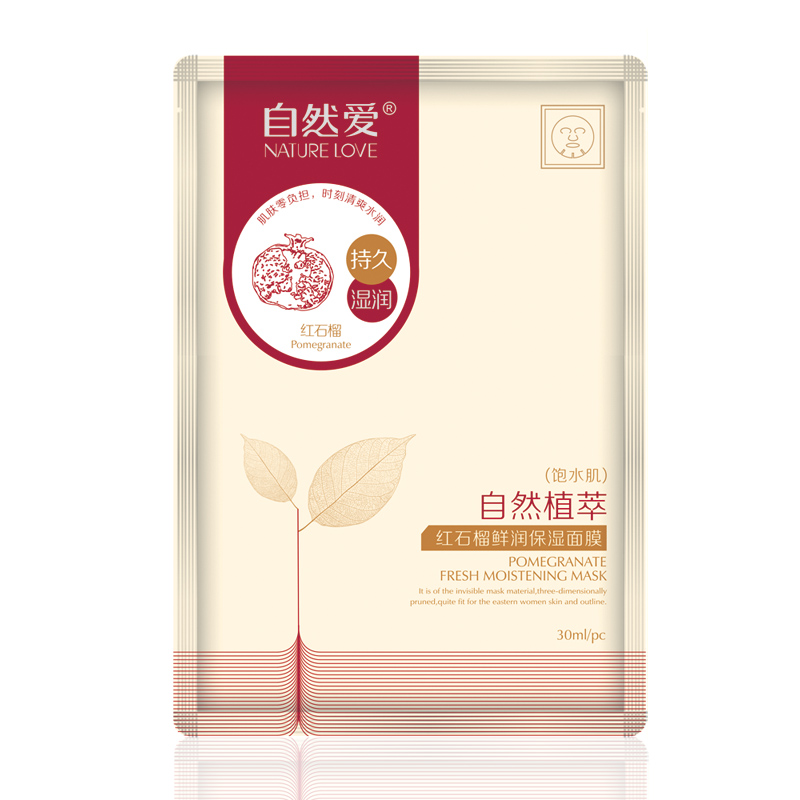 自然爱®
NATURE LOVE
肌肤零负担，时刻清爽水润
持久
湿润
红石榴
Pomegranate
(饱水肌)
自然植萃
红石榴鲜润保湿面膜
POMEGRANATE
FRESH MOISTENING MASK
It is of the invisible mask material,three-dimensionally
pruned,quite fit for the eastern women skin and outline.
30ml/pc